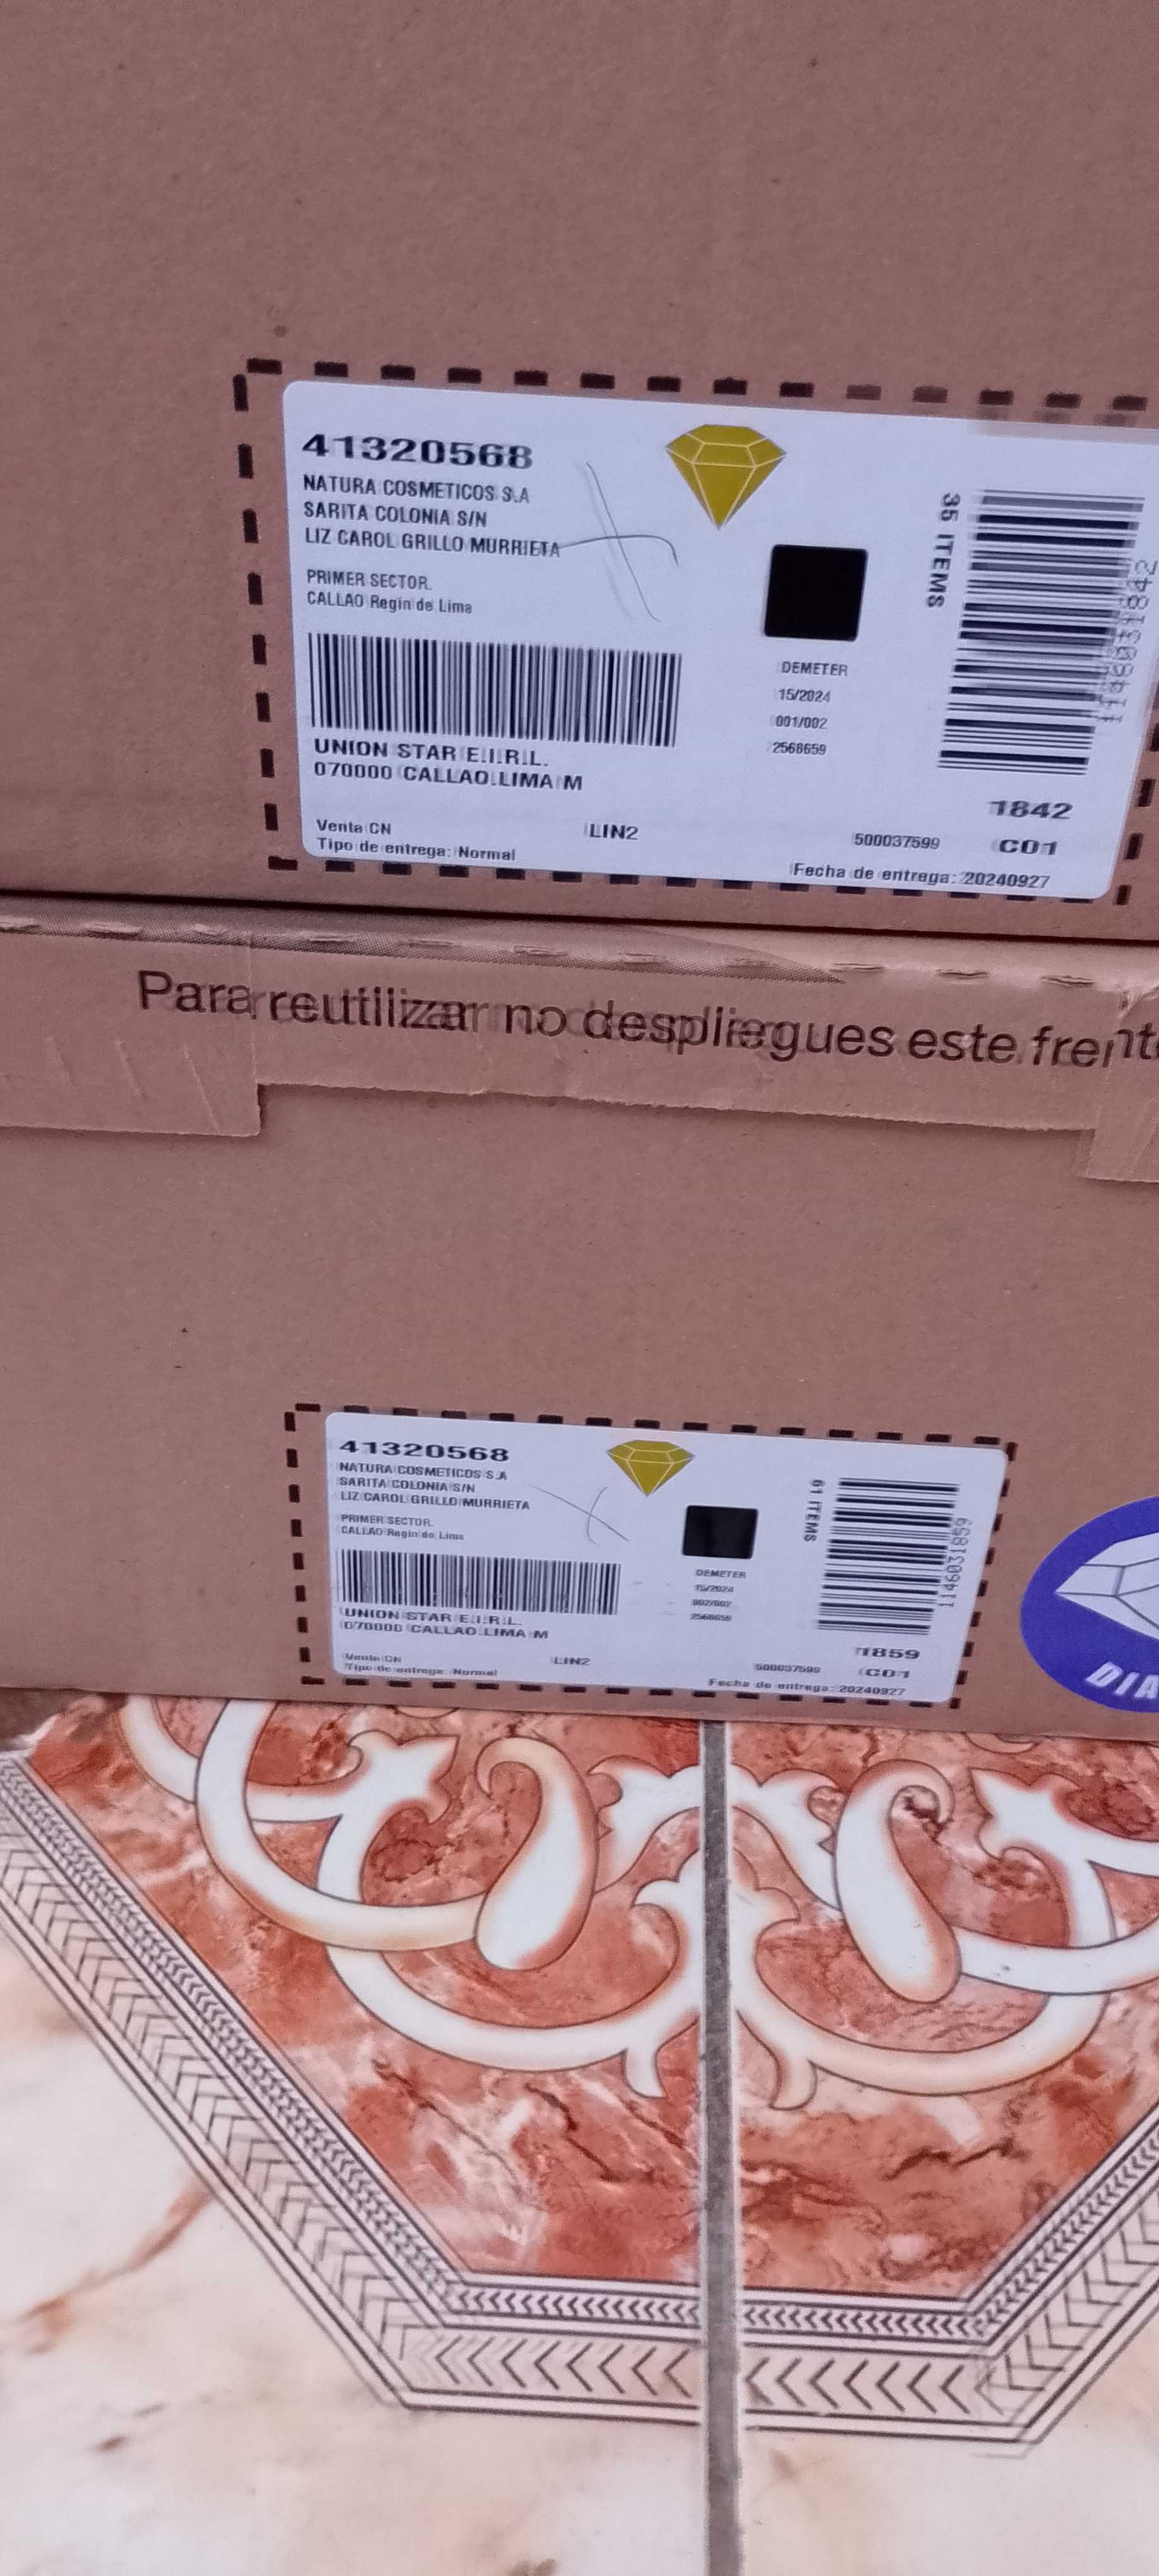 41320568
NATURA COSMETICOS S.A
SARITA COLONIA S/N
LIZ CAROL GRILLO MURRIETA
PRIMER SECTOR.
CALLAO Regin de Lima
UNION STAR E.I.R.L.
070000 CALLAO.LIMA M
Venta CN
LIN2
Tipo de entrega: Normal
DEMETER
15/2024
001/002
2568659
35 ITEMS
1146031842
1842
500037599
C01
Fecha de entrega: 20240927
Para reutilizar no despliegues este frent
41320568
NATURA COSMETICOS S.A
SARITA COLONIA S/N
LIZ CAROL GRILLO MURRIETA
PRIMER SECTOR.
CALLAO Regin de Lima
UNION STAR E.I.R.L.
070000 CALLAO.LIMA M
Venta CN
LIN2
Tipo de entrega: Normal
DEMETER
15/2024
002/002
2568659
61 ITEMS
1146031859
1859
500037599
C01
Fecha de entrega: 20240927
DIA